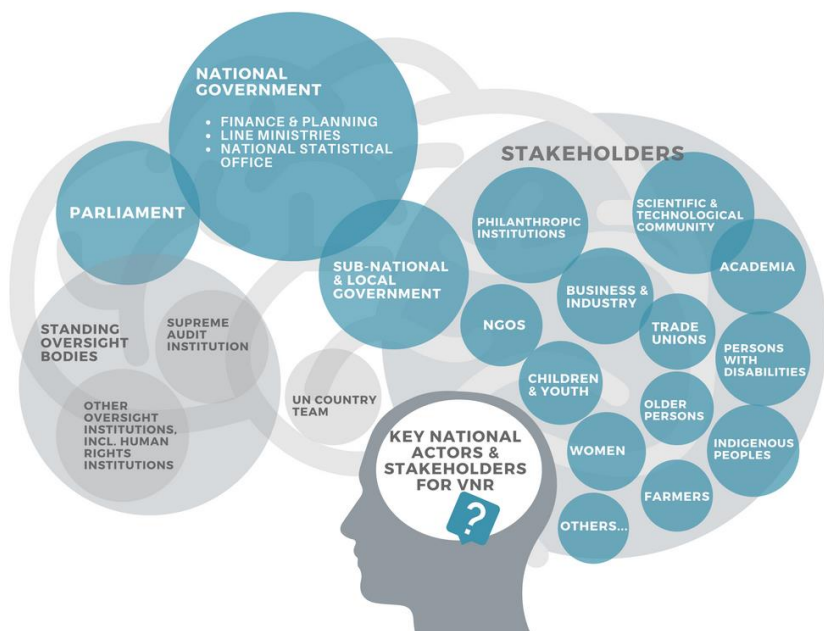 NATIONAL
GOVERNMENT
• FINANCE & PLANNING
• LINE MINISTRIES
• NATIONAL STATISTICAL
OFFICE
PARLIAMENT
SUB-NATIONAL
& LOCAL
GOVERNMENT
STANDING
OVERSIGHT
BODIES
SUPREME
AUDIT
INSTITUTION
OTHER
OVERSIGHT
INSTITUTIONS,
INCL. HUMAN
RIGHTS
INSTITUTIONS
UN COUNTRY
TEAM
KEY NATIONAL
ACTORS &
STAKEHOLDERS
FOR VNR
?
STAKEHOLDERS
PHILANTHROPIC
INSTITUTIONS
SCIENTIFIC &
TECHNOLOGICAL
COMMUNITY
ACADEMIA
BUSINESS &
INDUSTRY
NGOS
TRADE
UNIONS
PERSONS
WITH
DISABILITIES
CHILDREN
& YOUTH
OLDER
PERSONS
WOMEN
INDIGENOUS
PEOPLES
FARMERS
OTHERS...